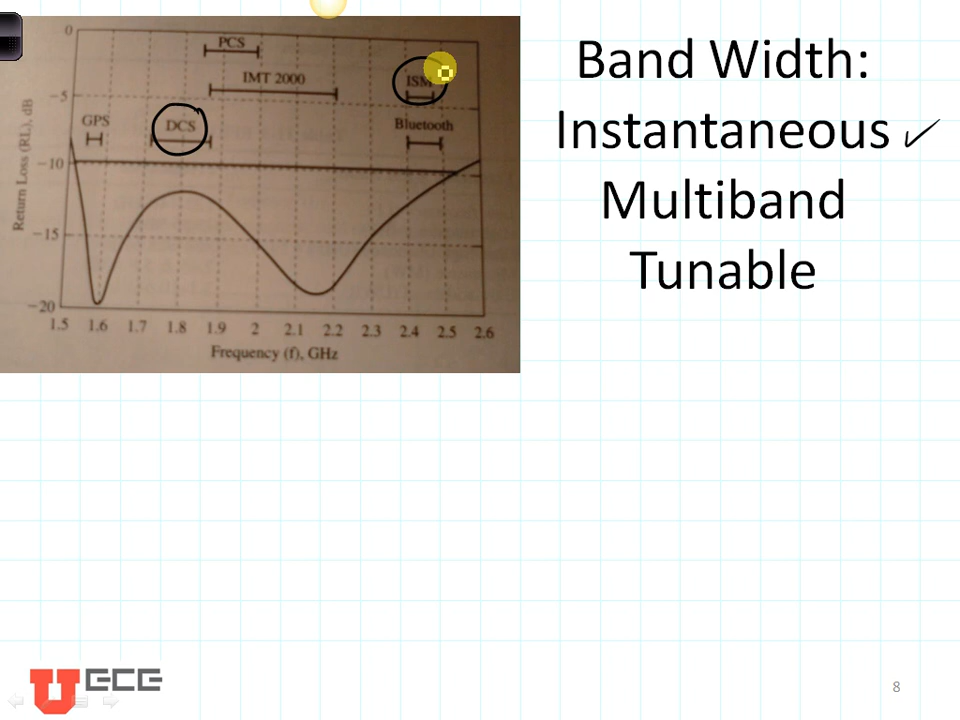 Band Width:
Instantaneous ✓
Multiband
Tunable
0
PCS
IMT 2000
ISM
−5
GPS
DCS
Bluetooth
−10
−15
−20
Return Loss (RL), dB
1.5 1.6 1.7 1.8 1.9 2 2.1 2.2 2.3 2.4 2.5 2.6
Frequency (f), GHz
U ECE
8